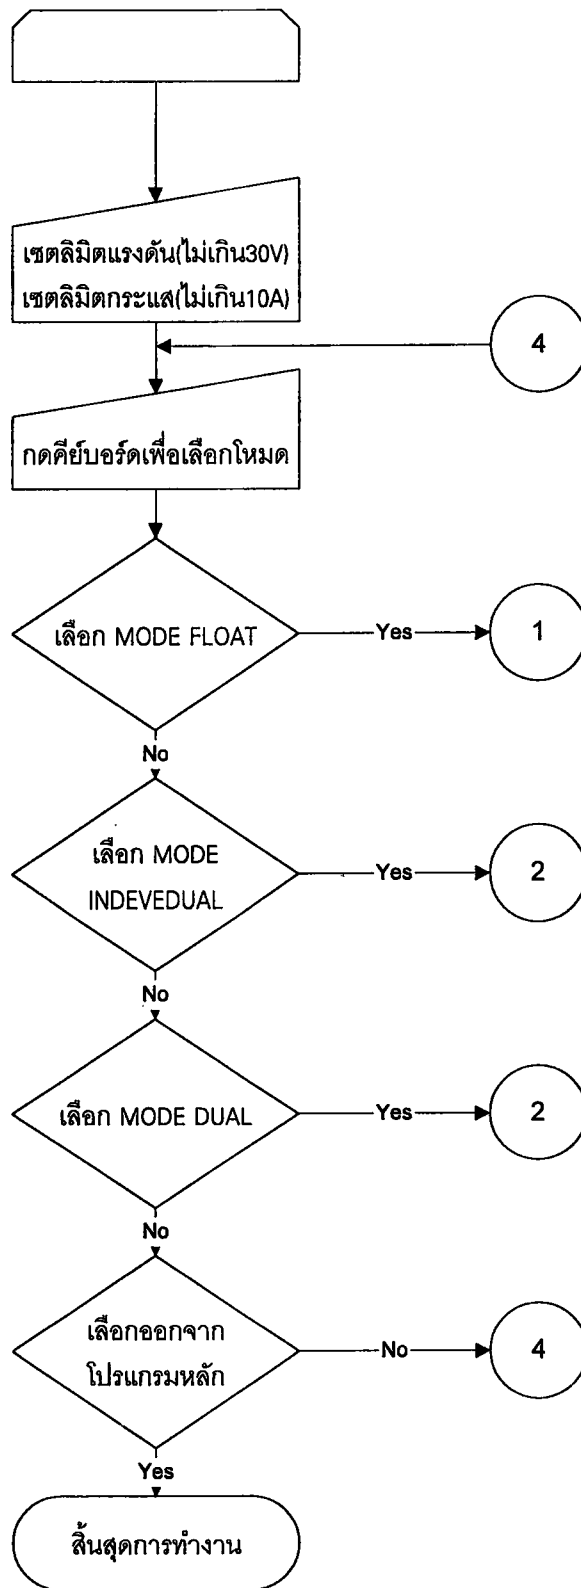 เซตลิมิตแรงดัน(ไม่เกิน30V)
เซตลิมิตกระแส(ไม่เกิน10A)
4
กดคีย์บอร์ดเพื่อเลือกโหมด
เลือก MODE FLOAT
Yes
1
No
เลือก MODE
INDEVEDUAL
Yes
2
No
เลือก MODE DUAL
Yes
2
No
เลือกออกจาก
โปรแกรมหลัก
No
4
Yes
สิ้นสุดการทำงาน